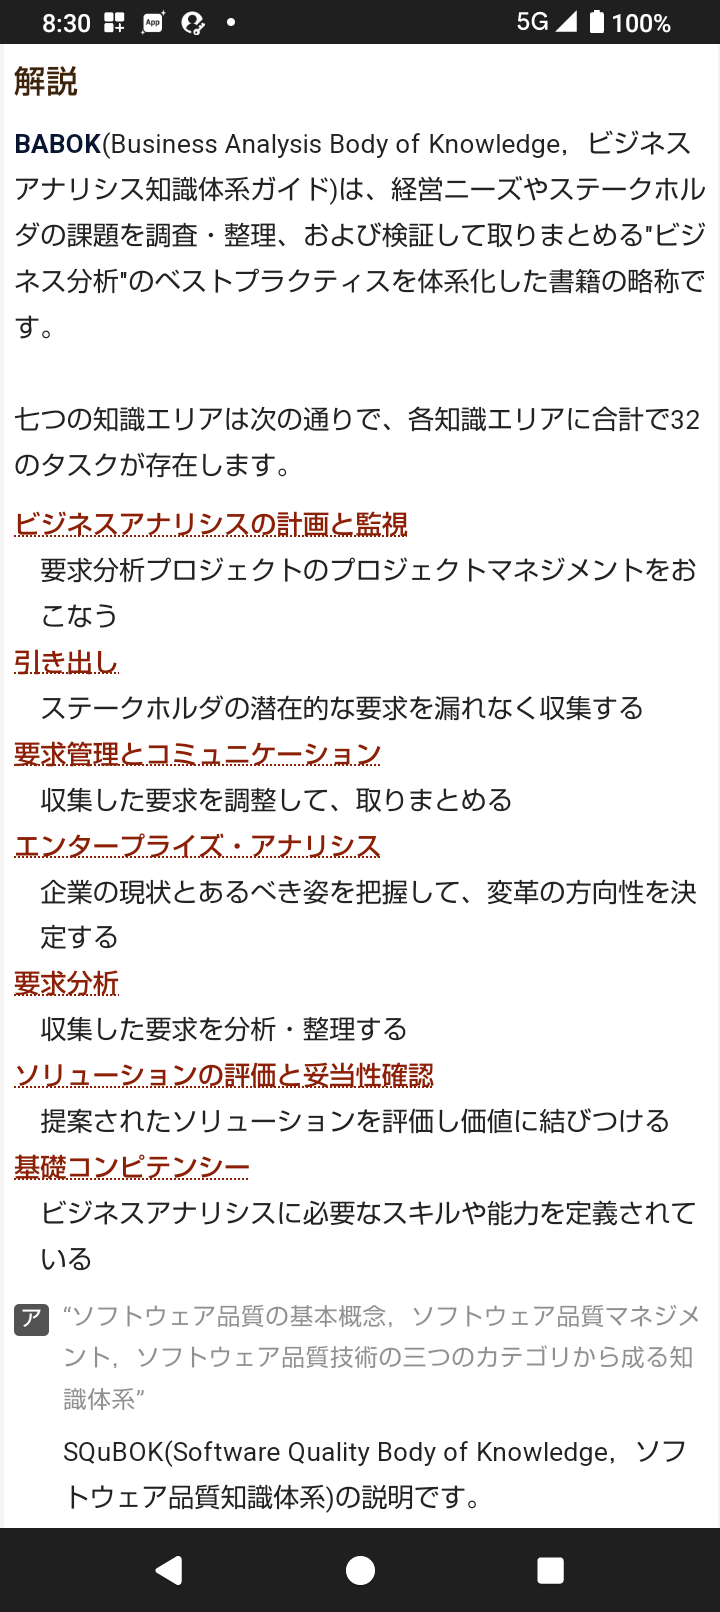 8:30
App
5G
100%
解説
BABOK(Business Analysis Body of Knowledge，ビジネス
アナリシス知識体系ガイド)は、経営ニーズやステークホル
ダの課題を調査・整理、および検証して取りまとめる"ビジ
ネス分析"のベストプラクティスを体系化した書籍の略称で
す。
七つの知識エリアは次の通りで、各知識エリアに合計で32
のタスクが存在します。
ビジネスアナリシスの計画と監視
要求分析プロジェクトのプロジェクトマネジメントをお
こなう
引き出し
ステークホルダの潜在的な要求を漏れなく収集する
要求管理とコミュニケーション
収集した要求を調整して、取りまとめる
エンタープライズ・アナリシス
企業の現状とあるべき姿を把握して、変革の方向性を決
定する
要求分析
収集した要求を分析・整理する
ソリューションの評価と妥当性確認
提案されたソリューションを評価し価値に結びつける
基礎コンピテンシー
ビジネスアナリシスに必要なスキルや能力を定義されて
いる
ア “ソフトウェア品質の基本概念，ソフトウェア品質マネジメ
ント，ソフトウェア品質技術の三つのカテゴリから成る知
識体系”
SQuBOK(Software Quality Body of Knowledge，ソフ
トウェア品質知識体系)の説明です。